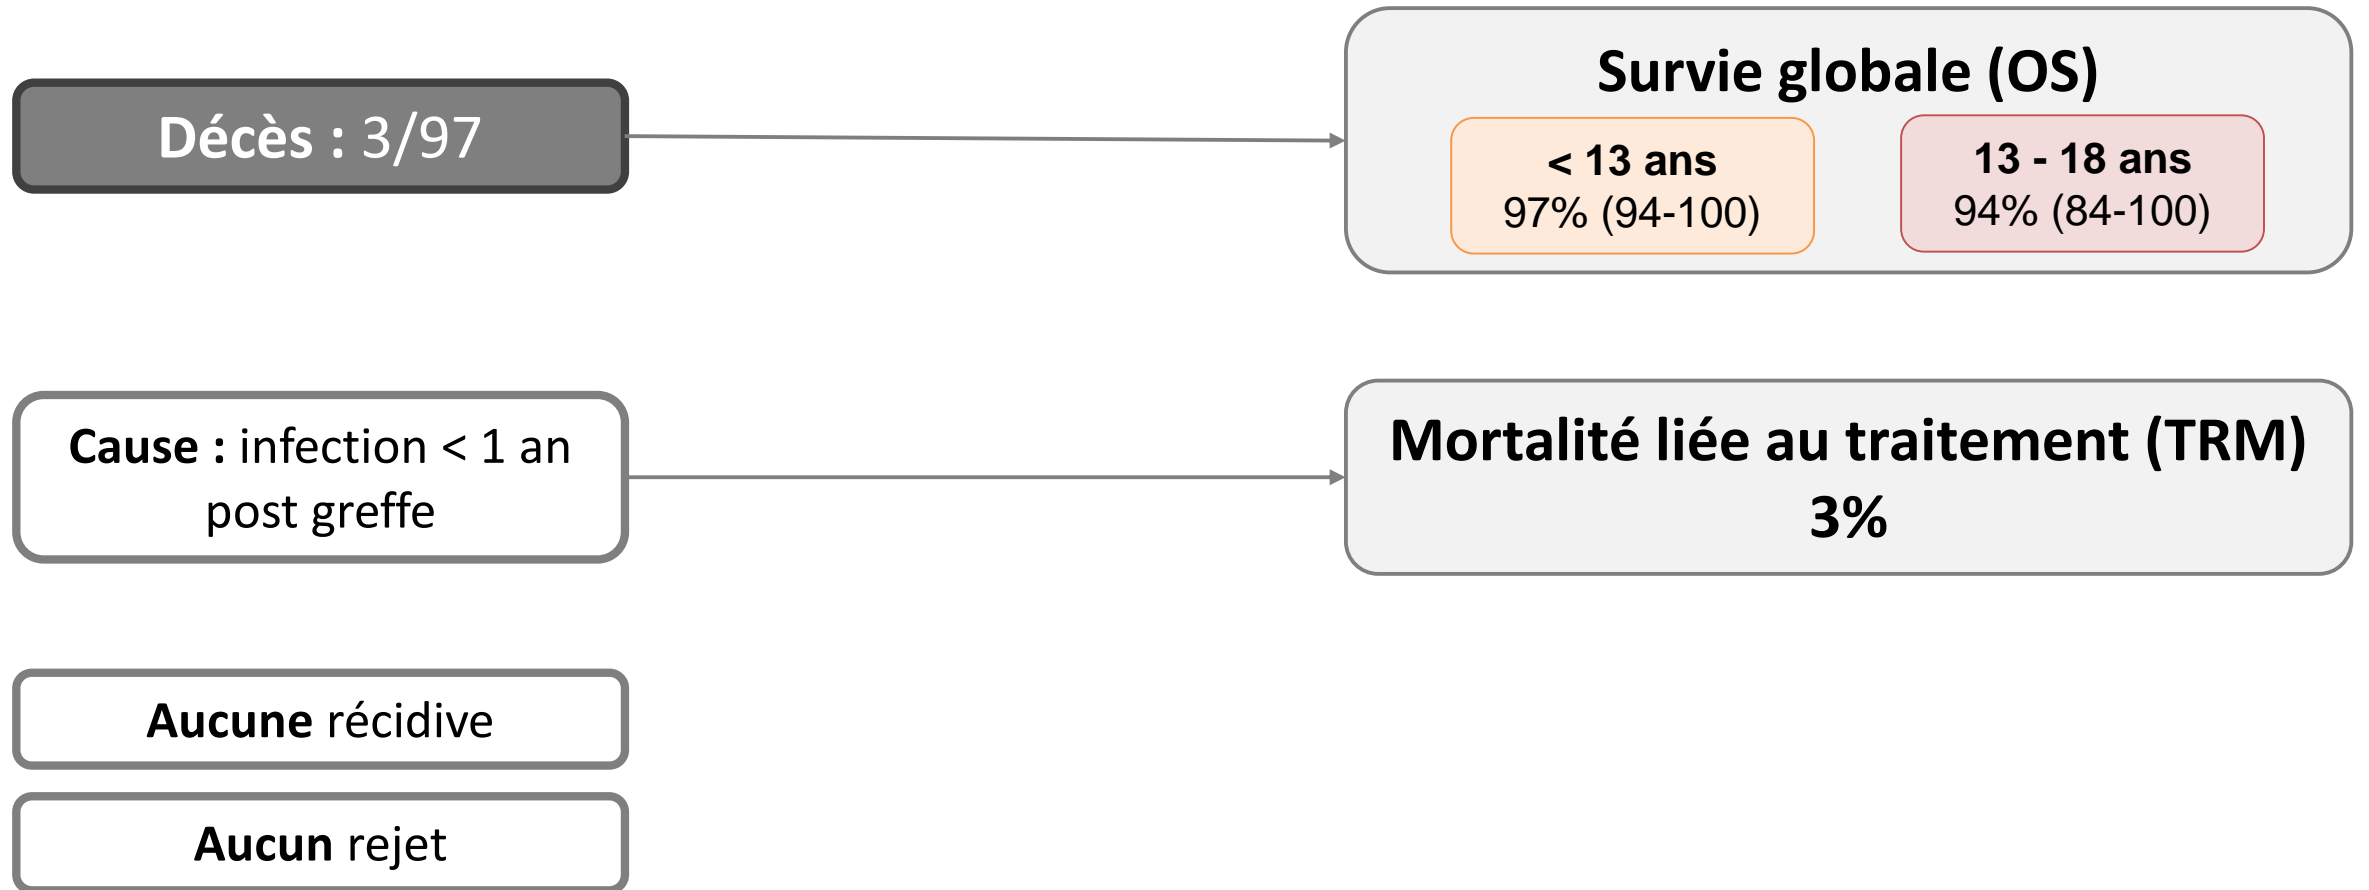 Décès : 3/97
Survie globale (OS)
< 13 ans
97% (94-100)
13 - 18 ans
94% (84-100)
Cause : infection < 1 an
post greffe
Mortalité liée au traitement (TRM)
3%
Aucune récidive
Aucun rejet